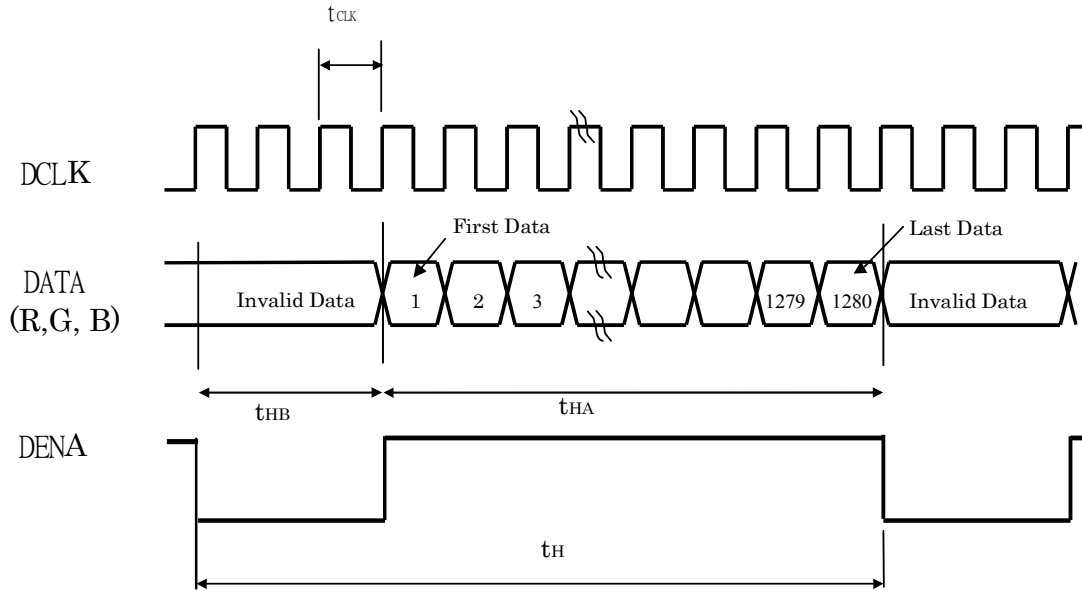 tCLK
DCLK
First Data
Last Data
DATA
(R,G, B)
Invalid Data
1
2
3
1279
1280
Invalid Data
tHB
tHA
DENA
tH